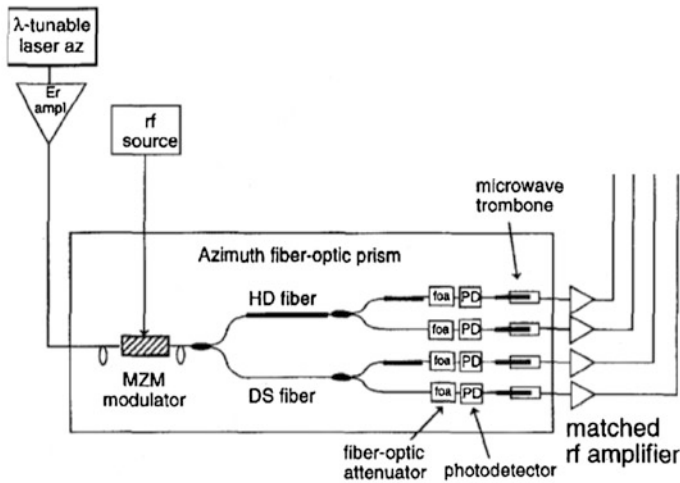 λ-tunable
laser az
Er
ampl
rf
source
microwave
trombone
Azimuth fiber-optic prism
HD fiber
foa PD
foa PD
MZM
modulator
DS fiber
foa PD
foa PD
fiber-optic
attenuator
photodetector
matched
rf amplifier